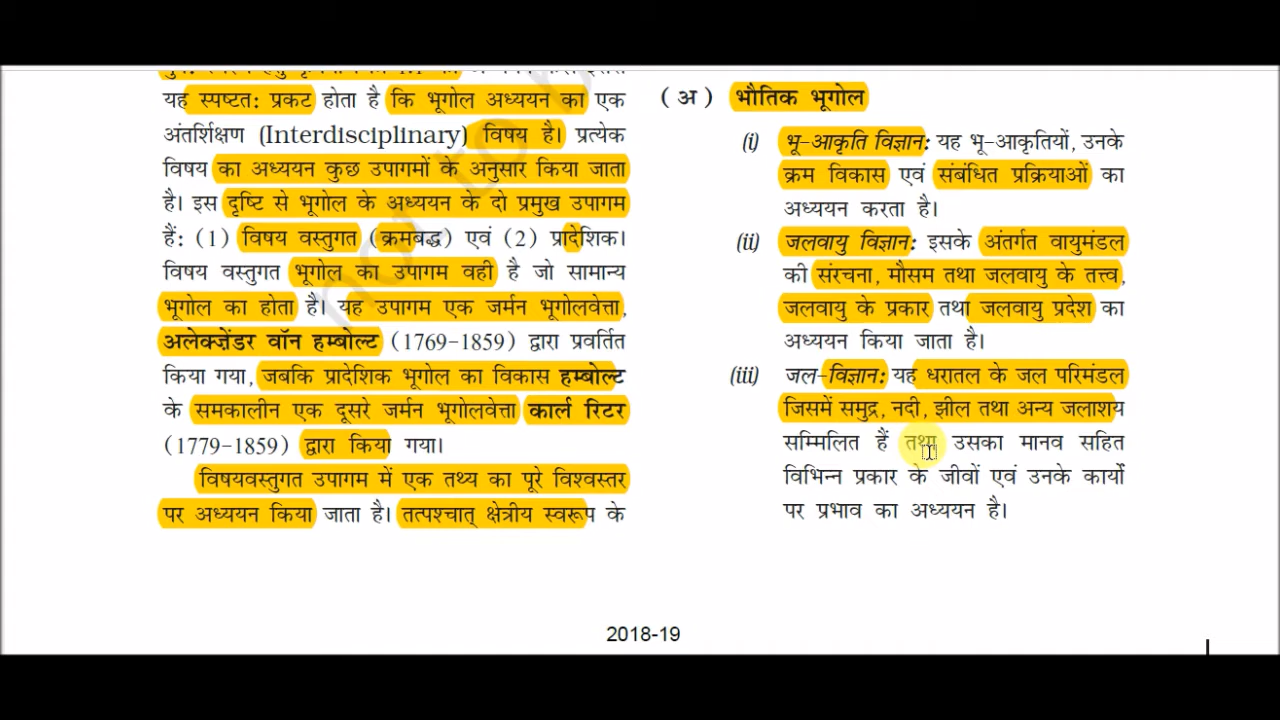 यह स्पष्टत: प्रकट होता है कि भूगोल अध्ययन का एक
अंतर्शिक्षण (Interdisciplinary) विषय है। प्रत्येक
विषय का अध्ययन कुछ उपागमों के अनुसार किया जाता
है। इस दृष्टि से भूगोल के अध्ययन के दो प्रमुख उपागम
हैं: (1) विषय वस्तुगत (क्रमबद्ध) एवं (2) प्रादेशिक।
विषय वस्तुगत भूगोल का उपागम वही है जो सामान्य
भूगोल का होता है। यह उपागम एक जर्मन भूगोलवेत्ता,
अलेक्ज़ेंडर वॉन हम्बोल्ट (1769-1859) द्वारा प्रवर्तित
किया गया, जबकि प्रादेशिक भूगोल का विकास हम्बोल्ट
के समकालीन एक दूसरे जर्मन भूगोलवेत्ता कार्ल रिटर
(1779-1859) द्वारा किया गया।
विषयवस्तुगत उपागम में एक तथ्य का पूरे विश्वस्तर
पर अध्ययन किया जाता है। तत्पश्चात् क्षेत्रीय स्वरूप के
(अ) भौतिक भूगोल
(i) भू-आकृति विज्ञान: यह भू-आकृतियों, उनके
क्रम विकास एवं संबंधित प्रक्रियाओं का
अध्ययन करता है।
(ii) जलवायु विज्ञान: इसके अंतर्गत वायुमंडल
की संरचना, मौसम तथा जलवायु के तत्त्व,
जलवायु के प्रकार तथा जलवायु प्रदेश का
अध्ययन किया जाता है।
(iii) जल-विज्ञान: यह धरातल के जल परिमंडल
जिसमें समुद्र, नदी, झील तथा अन्य जलाशय
सम्मिलित हैं तथा उसका मानव सहित
विभिन्न प्रकार के जीवों एवं उनके कार्यों
पर प्रभाव का अध्ययन है।
2018-19